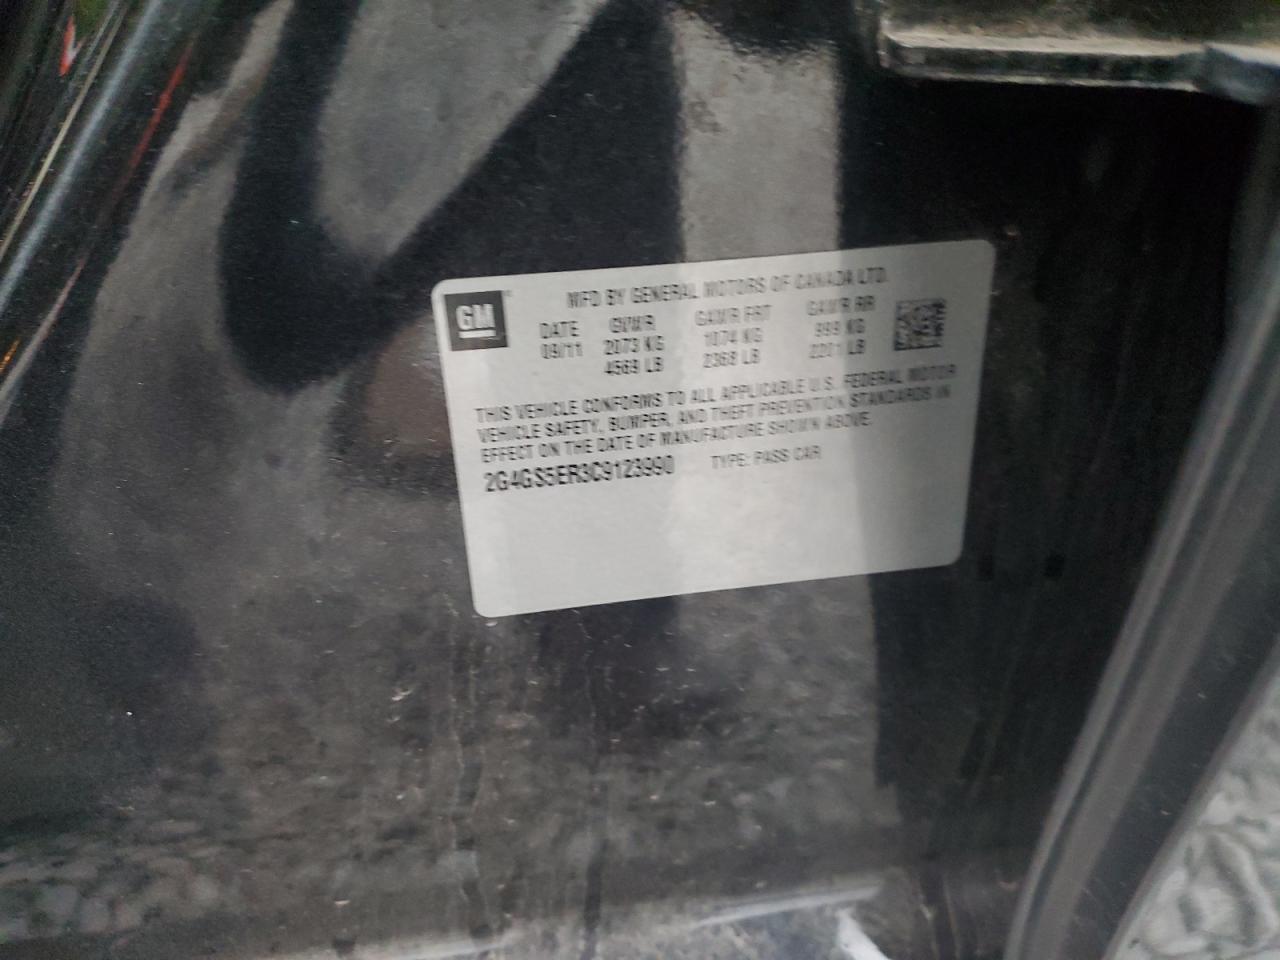 GM
MFD BY GENERAL MOTORS OF CANADA LTD.
DATE GVWR GAWR FRT GAWR RR
09/11 2073 KG 1074 KG 999 KG
4569 LB 2368 LB 2201 LB
THIS VEHICLE CONFORMS TO ALL APPLICABLE U.S. FEDERAL MOTOR
VEHICLE SAFETY, BUMPER, AND THEFT PREVENTION STANDARDS IN
EFFECT ON THE DATE OF MANUFACTURE SHOWN ABOVE.
2G4GS5ER3C9123990 TYPE: PASS CAR